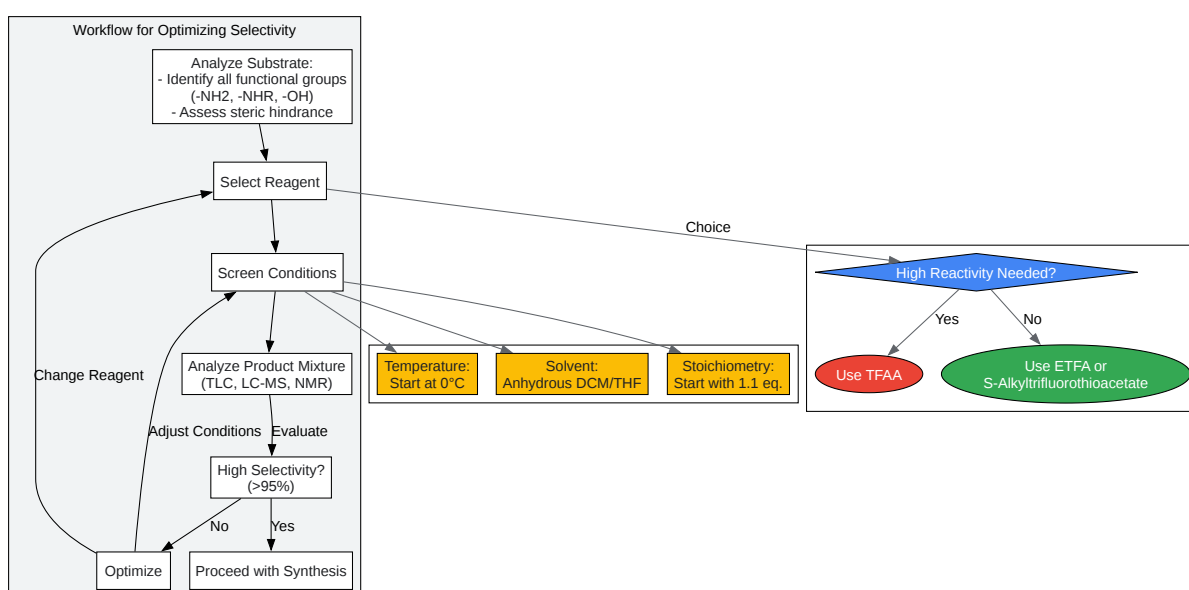 Workflow for Optimizing Selectivity
Analyze Substrate:
- Identify all functional groups
(-NH2, -NHR, -OH)
- Assess steric hindrance
Select Reagent
Choice
High Reactivity Needed?
Yes
No
Use TFAA
Use ETFA or
S-Alkyltrifluorothioacetate
Screen Conditions
Temperature:
Start at 0°C
Solvent:
Anhydrous DCM/THF
Stoichiometry:
Start with 1.1 eq.
Analyze Product Mixture
(TLC, LC-MS, NMR)
Change Reagent
Adjust Conditions
Evaluate
High Selectivity?
(>95%)
No
Yes
Optimize
Proceed with Synthesis